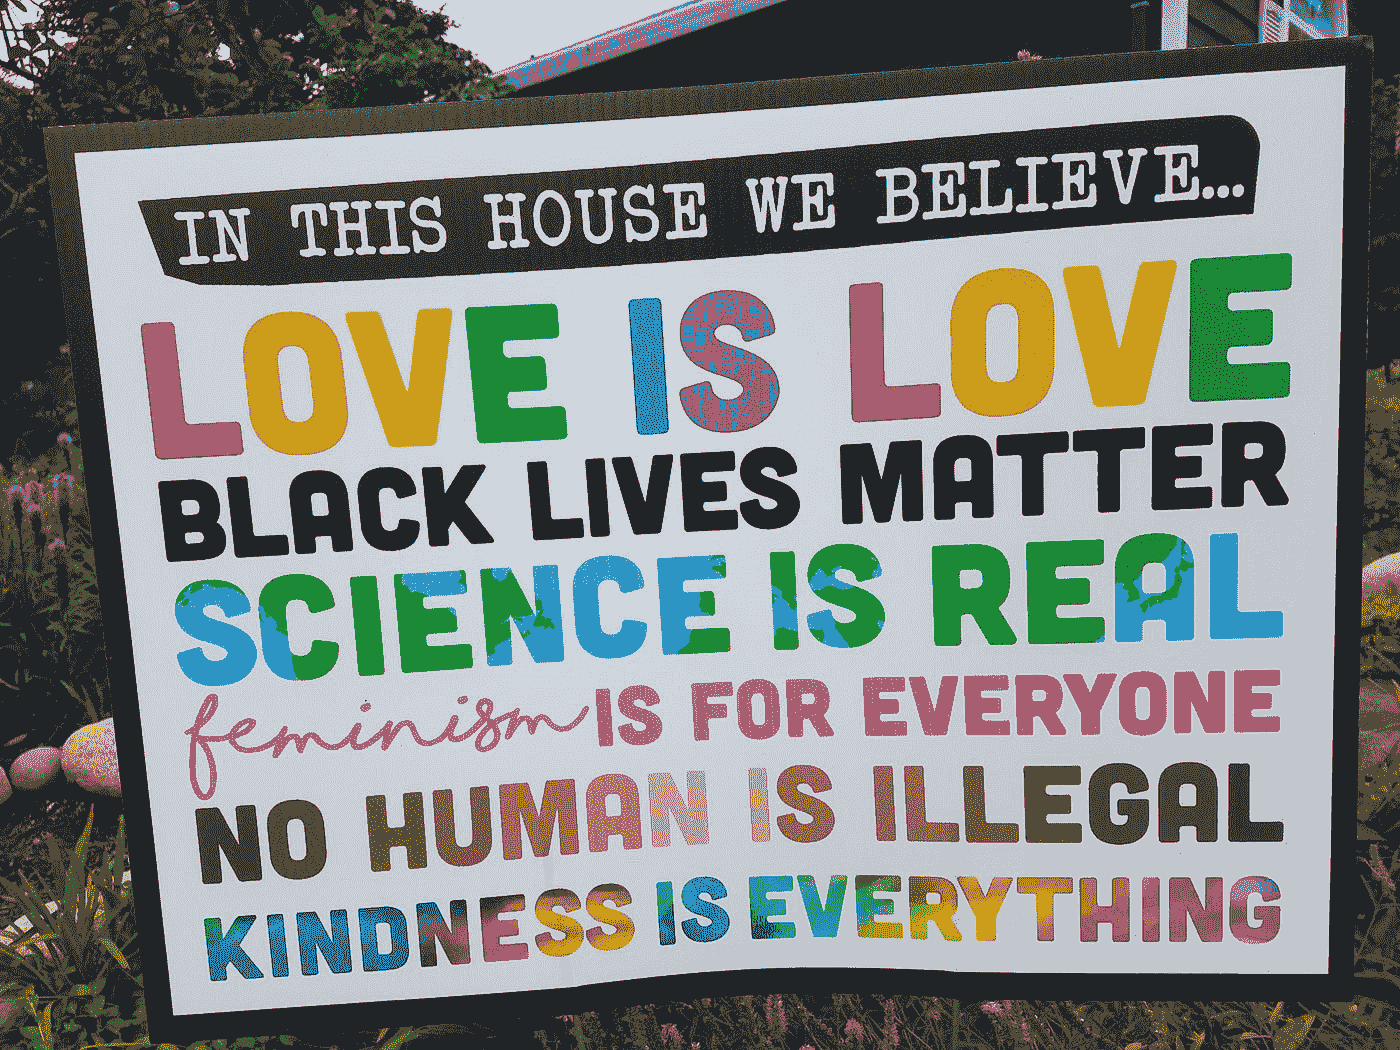 IN THIS HOUSE WE BELIEVE...
LOVE IS LOVE
BLACK LIVES MATTER
SCIENCE IS REAL
feminism IS FOR EVERYONE
NO HUMAN IS ILLEGAL
KINDNESS IS EVERYTHING